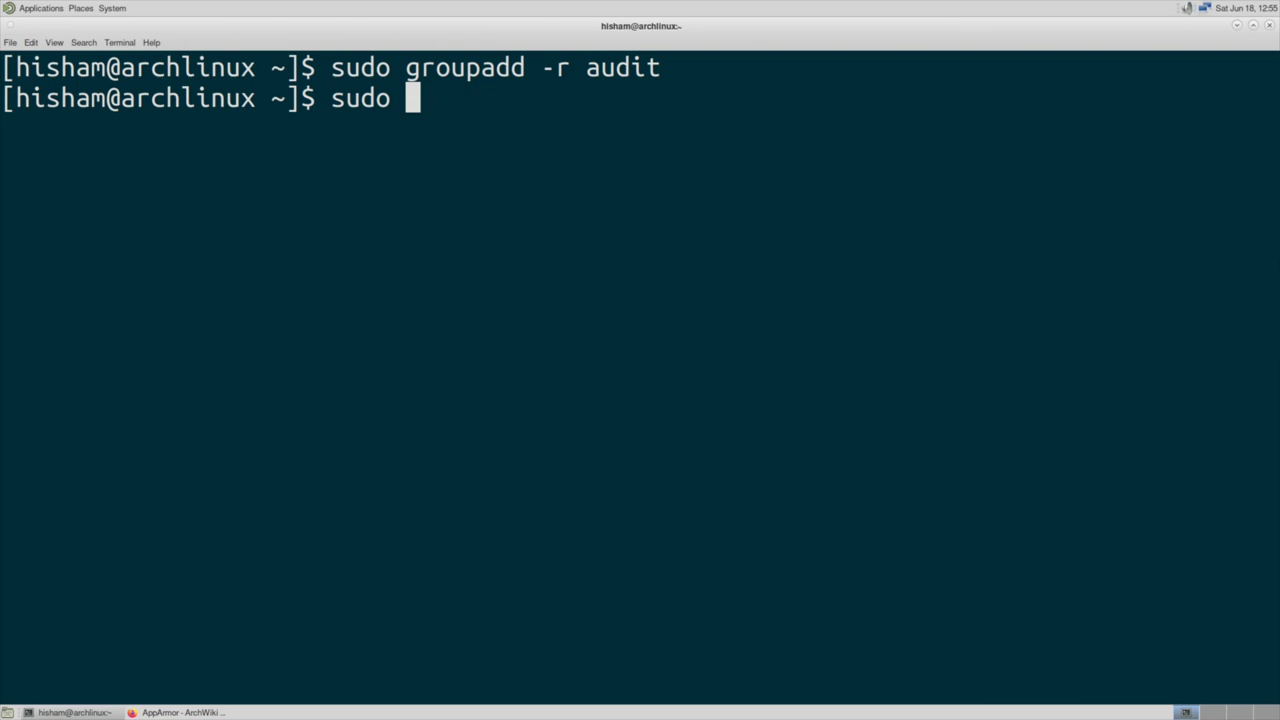 Applications Places System
Sat Jun 18, 12:55
hisham@archlinux:~
File Edit View Search Terminal Help
[hisham@archlinux ~]$ sudo groupadd -r audit
[hisham@archlinux ~]$ sudo
hisham@archlinux:~
AppArmor - ArchWiki ...